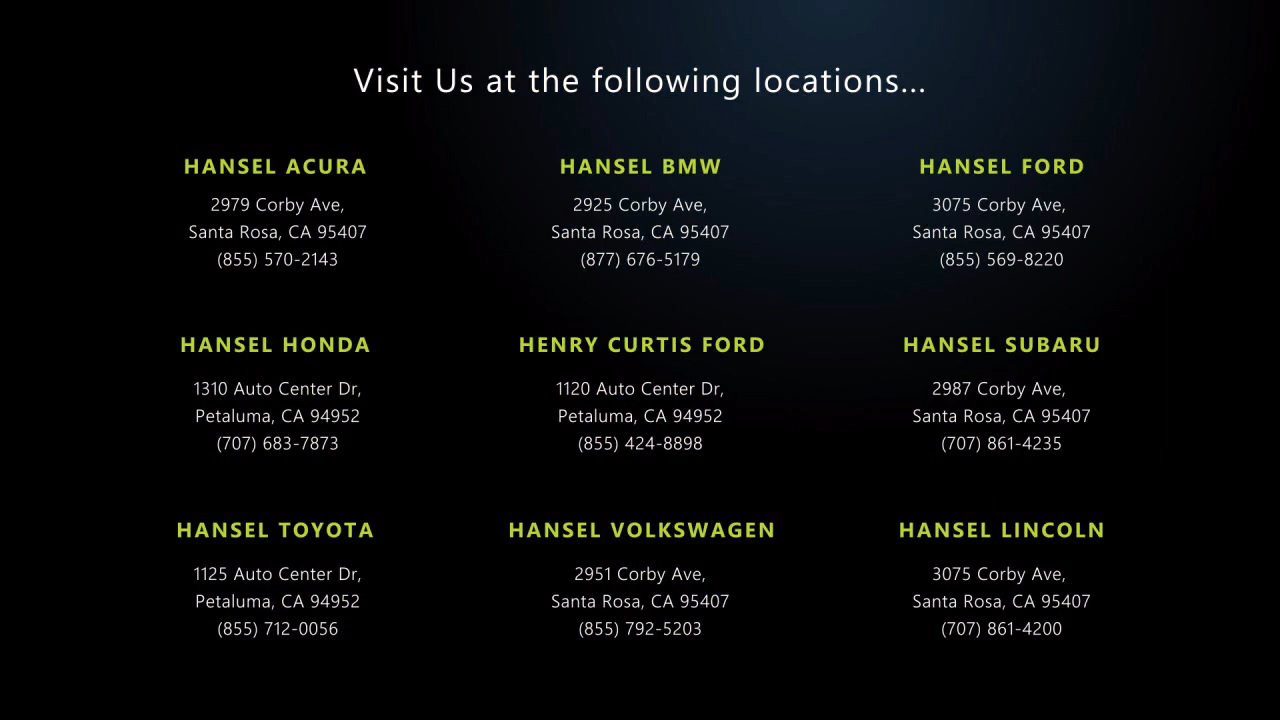 Visit Us at the following locations...
HANSEL ACURA
2979 Corby Ave,
Santa Rosa, CA 95407
(855) 570-2143
HANSEL BMW
2925 Corby Ave,
Santa Rosa, CA 95407
(877) 676-5179
HANSEL FORD
3075 Corby Ave,
Santa Rosa, CA 95407
(855) 569-8220
HANSEL HONDA
1310 Auto Center Dr,
Petaluma, CA 94952
(707) 683-7873
HENRY CURTIS FORD
1120 Auto Center Dr,
Petaluma, CA 94952
(855) 424-8898
HANSEL SUBARU
2987 Corby Ave,
Santa Rosa, CA 95407
(707) 861-4235
HANSEL TOYOTA
1125 Auto Center Dr,
Petaluma, CA 94952
(855) 712-0056
HANSEL VOLKSWAGEN
2951 Corby Ave,
Santa Rosa, CA 95407
(855) 792-5203
HANSEL LINCOLN
3075 Corby Ave,
Santa Rosa, CA 95407
(707) 861-4200